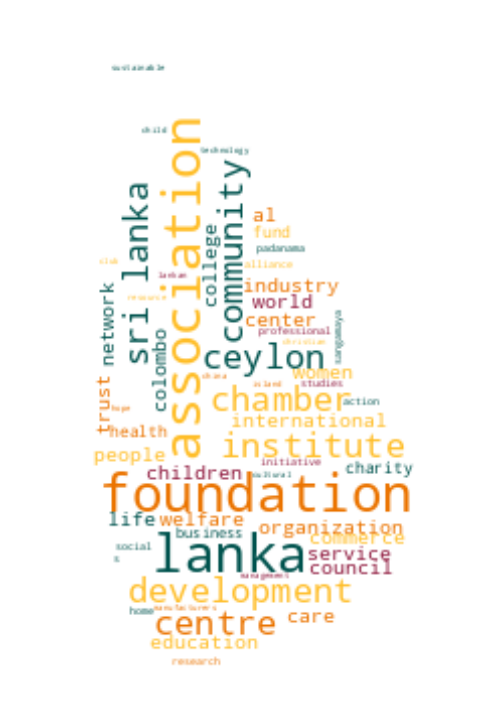 sustainable
child
association
technology
community
sri lanka
college
al
fund
padanama
club
alliance
lankan
industry
network
resource
world
center
sangamaya
professional
colombo
christian
ceylon
women
trust
china
island
studies
hope
chamber
action
international
health
institute
people
initiative
charity
children
cultural
foundation
life
welfare
organization
business
commerce
social
lanka
service
s
council
management
development
home
manufacturers
centre
care
education
research